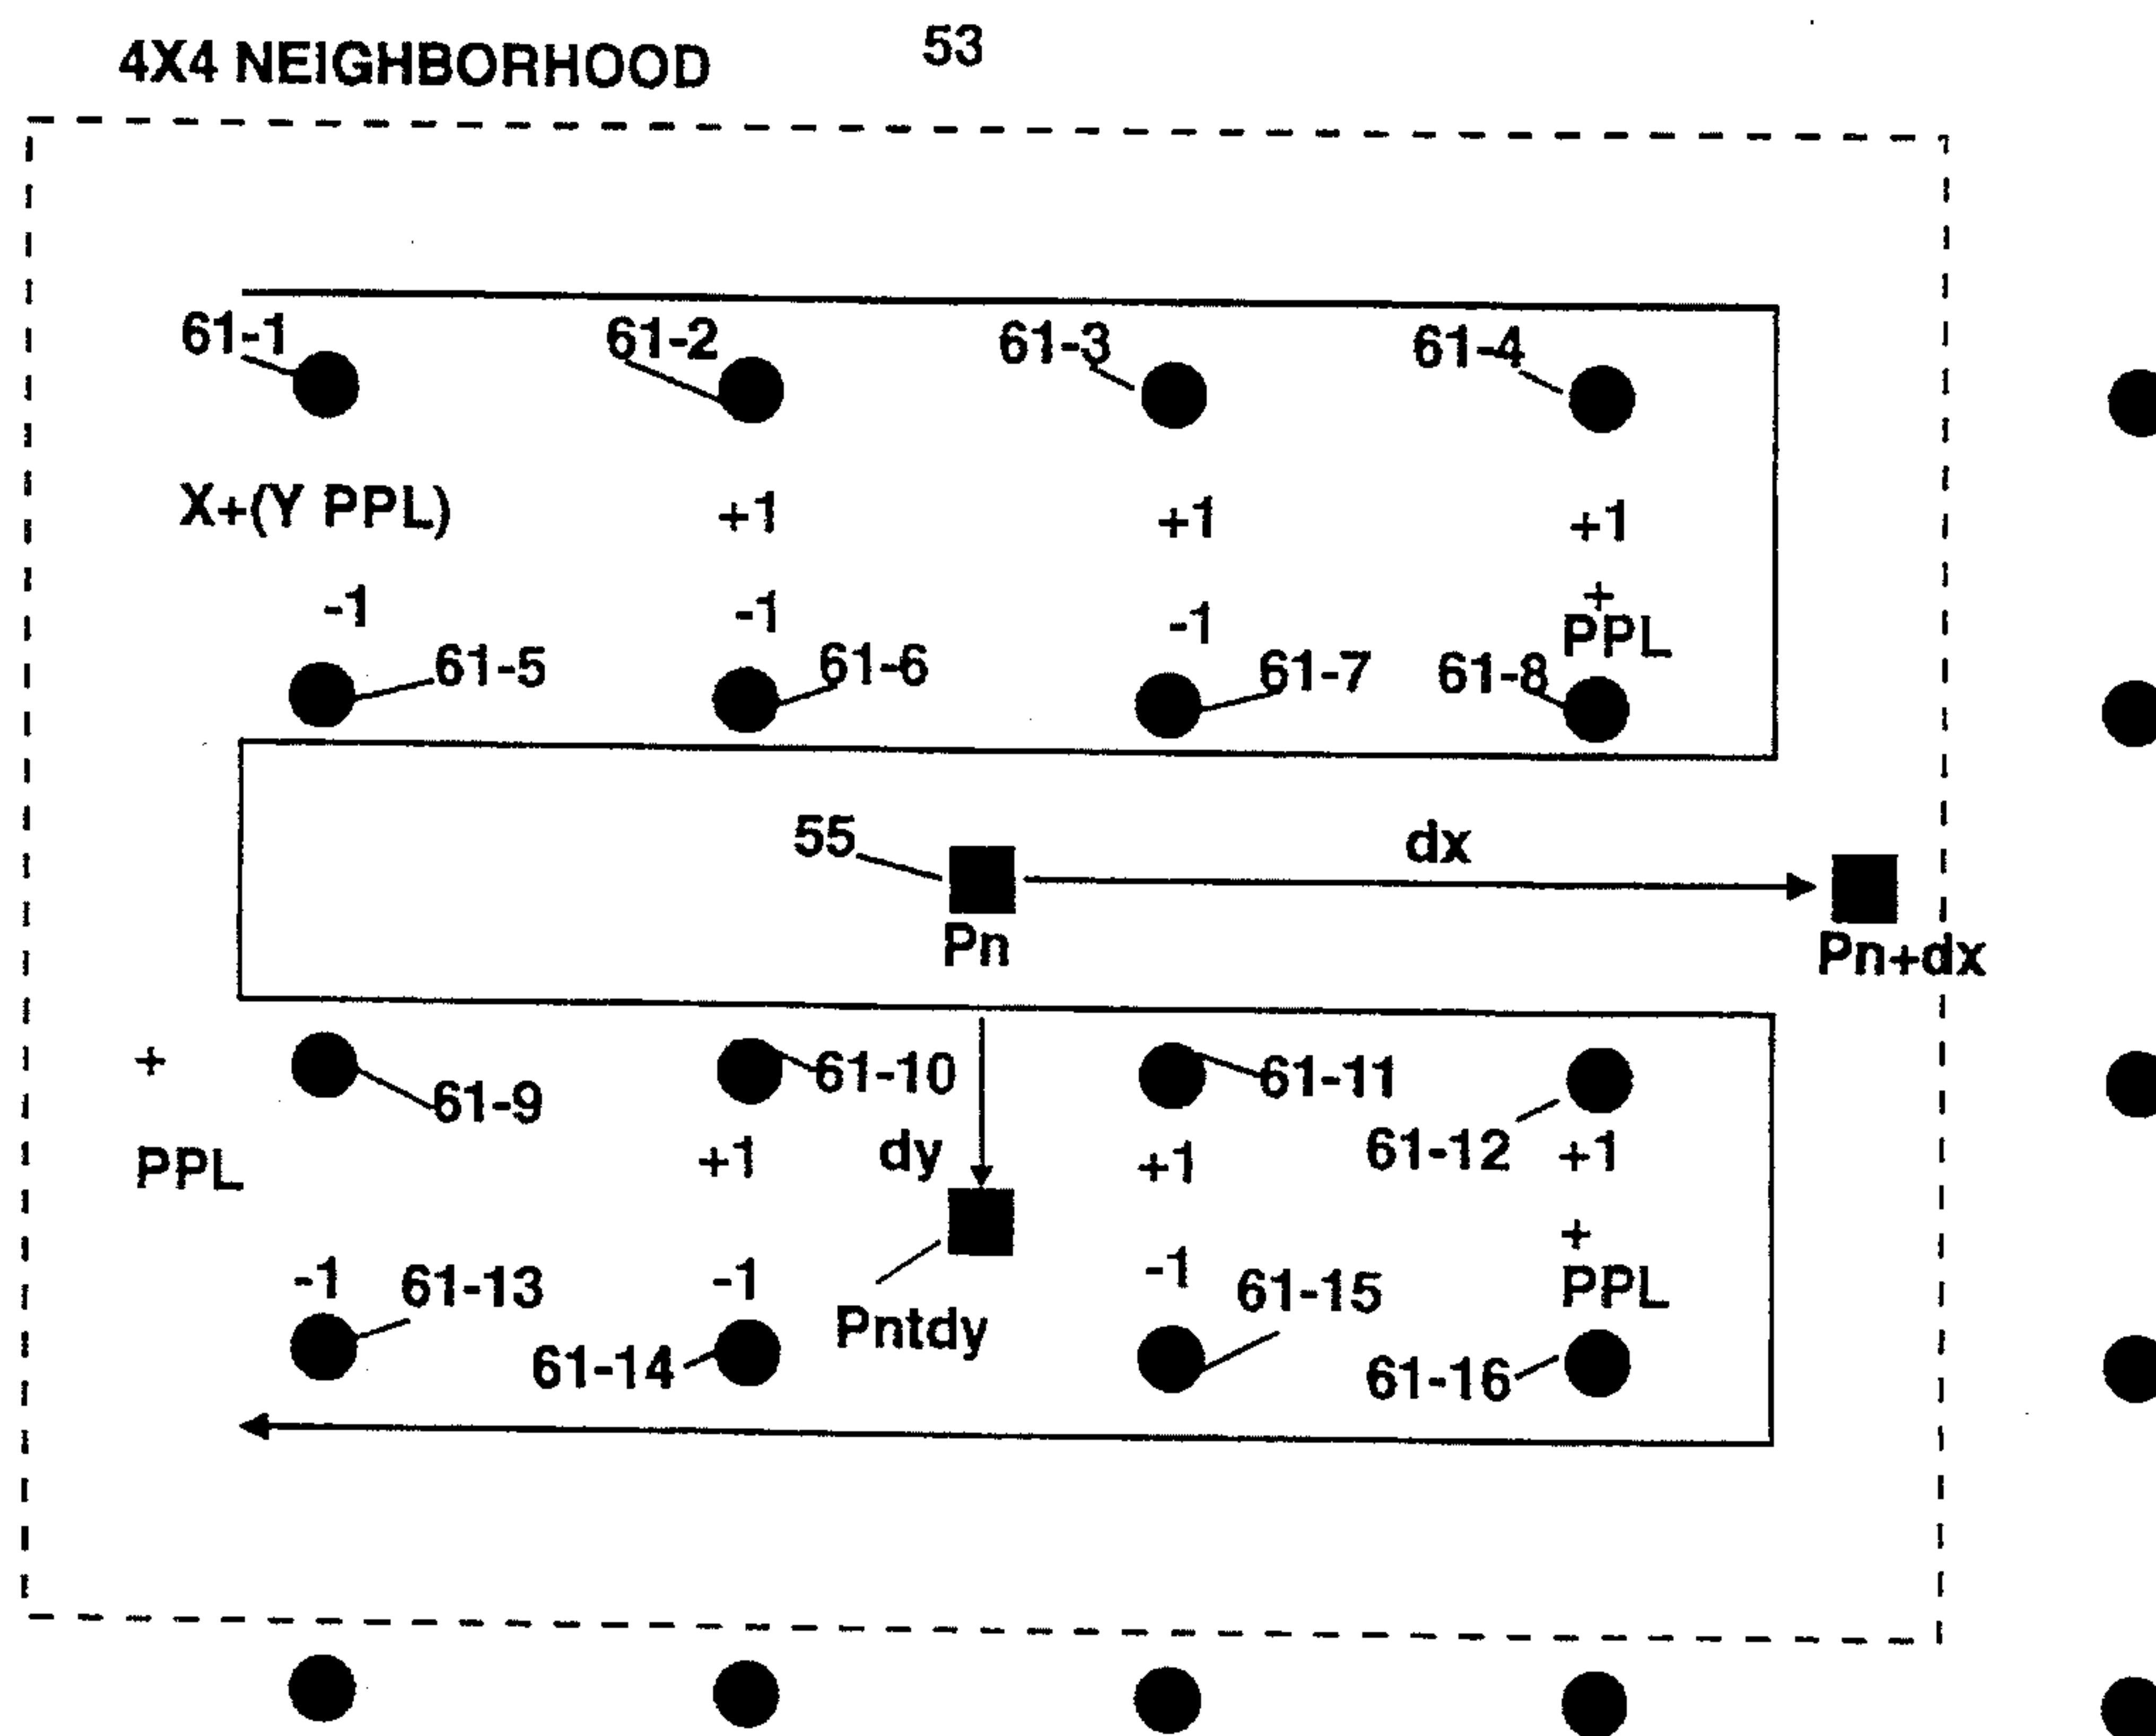 53
4X4 NEIGHBORHOOD
61-1 61-2 61-3 61-4
X+(Y PPL) +1 +1 +1
-1 -1 -1 +
PPL
61-5 61-6 61-7 61-8
55 dx
Pn Pn+dx
+ 61-9 61-10 61-11
PPL +1 dy +1 61-12 +1
-1 61-13 -1 -1 61-15 +
PPL
Pntdy
61-14 61-16